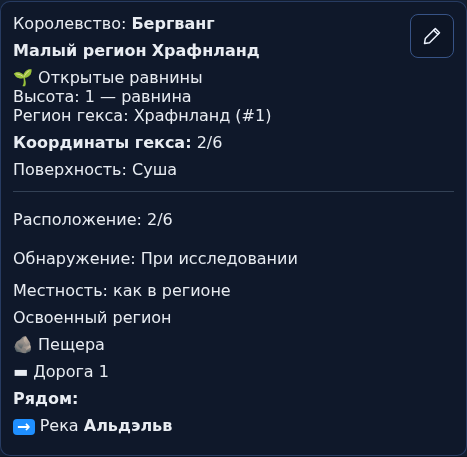 Королевство: Бергванг
Малый регион Храфнланд
🌱 Открытые равнины
Высота: 1 — равнина
Регион гекса: Храфнланд (#1)
Координаты гекса: 2/6
Поверхность: Суша
Расположение: 2/6
Обнаружение: При исследовании
Местность: как в регионе
Освоенный регион
🪨 Пещера
▬ Дорога 1
Рядом:
➡️ Река Альдэльв